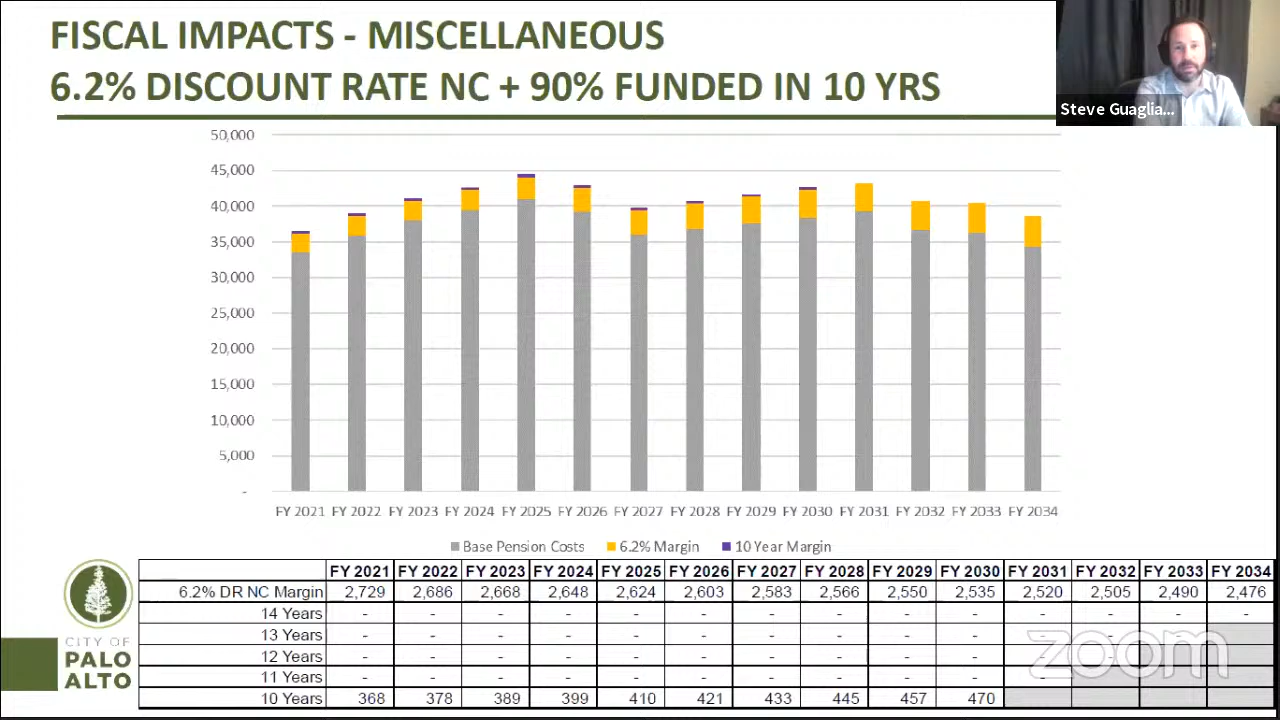 FISCAL IMPACTS - MISCELLANEOUS
6.2% DISCOUNT RATE NC + 90% FUNDED IN 10 YRS
Steve Guaglia...
50,000
45,000
40,000
35,000
30,000
25,000
20,000
15,000
10,000
5,000
-
FY 2021 FY 2022 FY 2023 FY 2024 FY 2025 FY 2026 FY 2027 FY 2028 FY 2029 FY 2030 FY 2031 FY 2032 FY 2033 FY 2034
Base Pension Costs 6.2% Margin 10 Year Margin
FY 2021 FY 2022 FY 2023 FY 2024 FY 2025 FY 2026 FY 2027 FY 2028 FY 2029 FY 2030 FY 2031 FY 2032 FY 2033 FY 2034
6.2% DR NC Margin 2,729 2,686 2,668 2,648 2,624 2,603 2,583 2,566 2,550 2,535 2,520 2,505 2,490 2,476
14 Years - - - - - - - - - - - - - -
13 Years - - - - - - - - - - - - -
12 Years - - - - - - - - - - - -
11 Years - - - - - - - - - - -
10 Years 368 378 389 399 410 421 433 445 457 470
CITY OF
PALO
ALTO
zoom